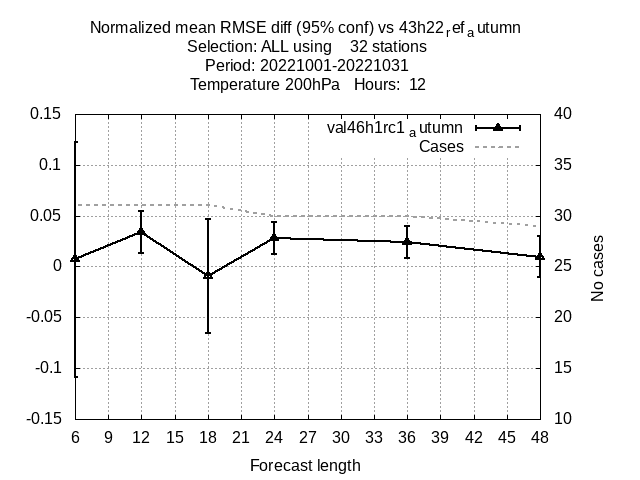 Normalized mean RMSE diff (95% conf) vs 43h22refautumn
Selection: ALL using    32 stations
Period: 20221001-20221031
Temperature 200hPa   Hours:  12
0.15
0.1
0.05
0
-0.05
-0.1
-0.15
val46h1rc1autumn
Cases
40
35
30
25
20
15
10
No cases
6 9 12 15 18 21 24 27 30 33 36 39 42 45 48
Forecast length